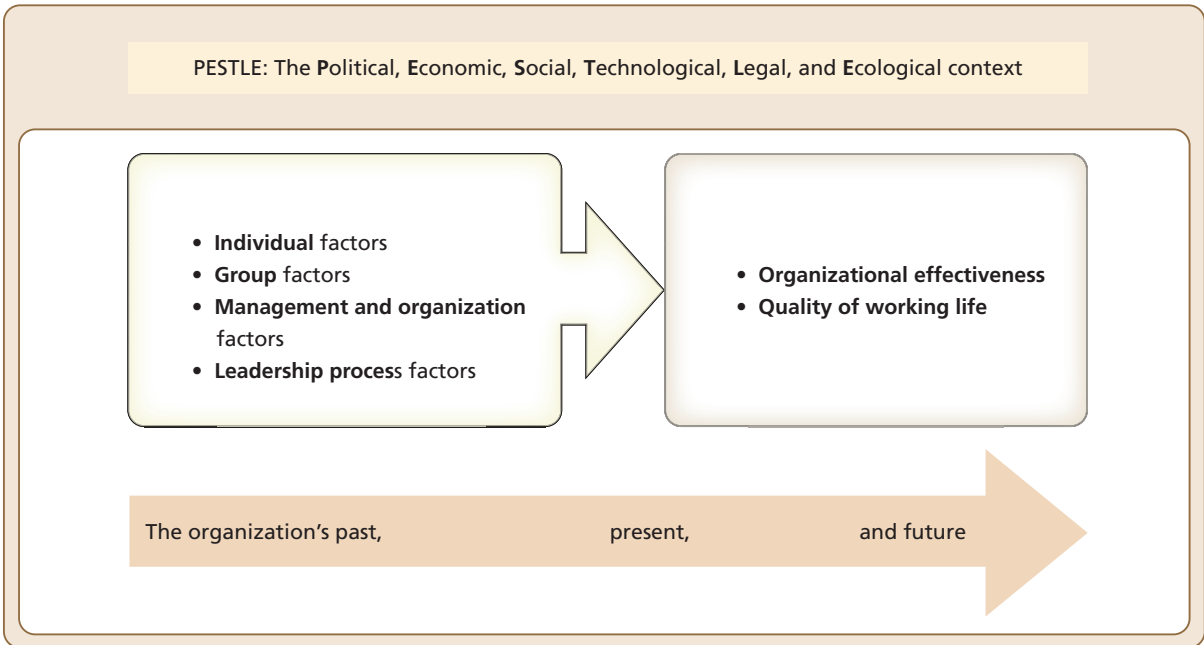 PESTLE: The Political, Economic, Social, Technological, Legal, and Ecological context
• Individual factors
• Group factors
• Management and organization
factors
• Leadership process factors
• Organizational effectiveness
• Quality of working life
The organization's past, present, and future